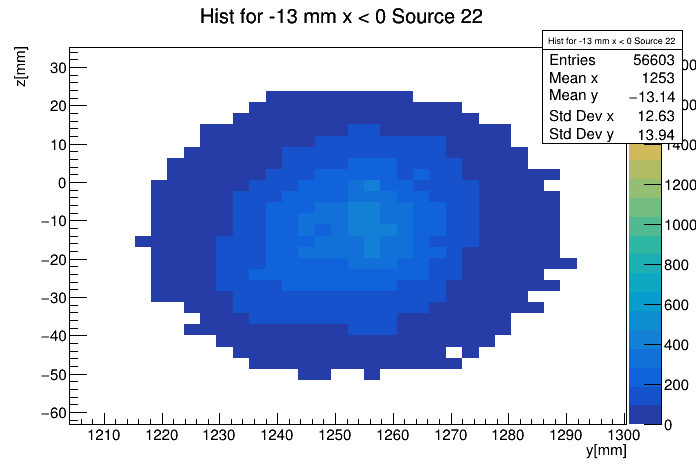 Hist for -13 mm x < 0 Source 22
Hist for -13 mm x < 0 Source 22
Entries 56603
Mean x 1253
Mean y −13.14
Std Dev x 12.63
Std Dev y 13.94
z[mm]
30
20
10
0
−10
−20
−30
−40
−50
−60
1210 1220 1230 1240 1250 1260 1270 1280 1290 1300
y[mm]
1400
1200
1000
800
600
400
200
0